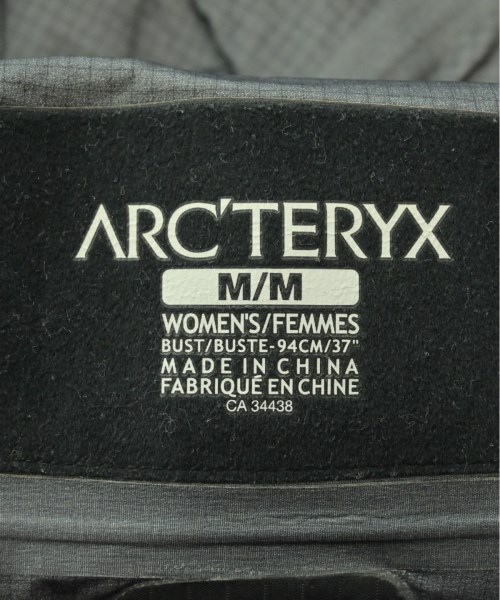 ARC'TERYX
M/M
WOMEN'S/FEMMES
BUST/BUSTE-94CM/37"
MADE IN CHINA
FABRIQUÉ EN CHINE
CA 34438